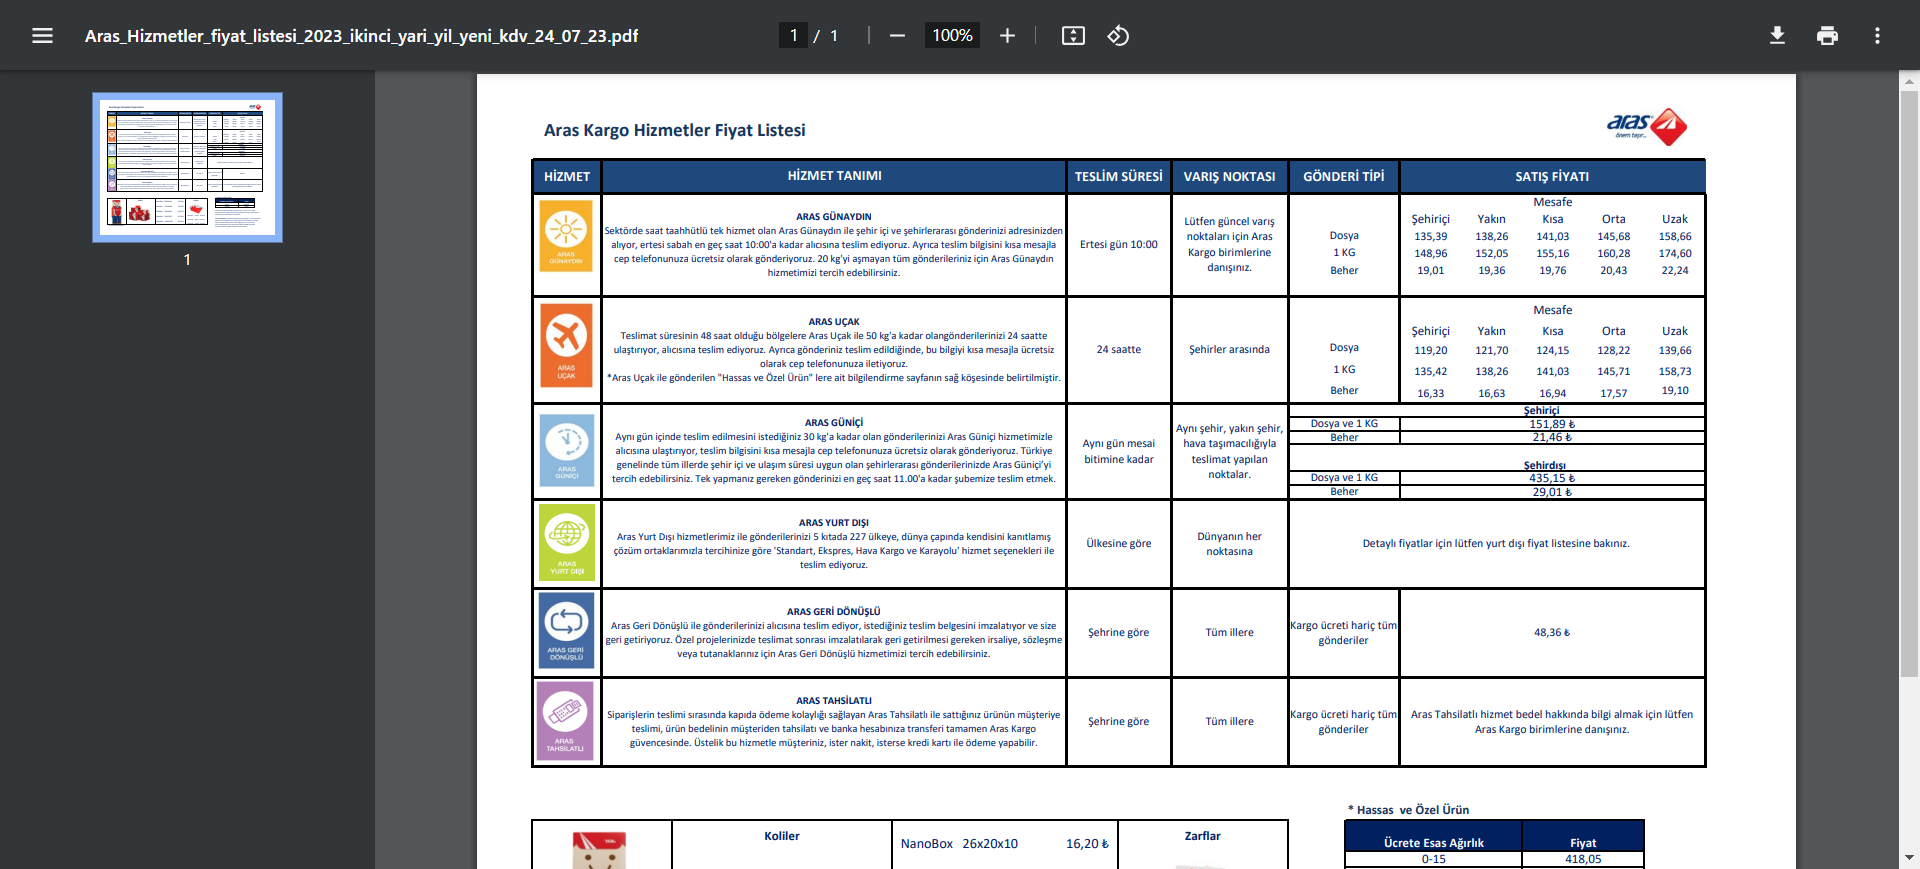 Aras_Hizmetler_fiyat_listesi_2023_ikinci_yari_yil_yeni_kdv_24_07_23.pdf
1 / 1
100%
1
Aras Kargo Hizmetler Fiyat Listesi
aras
önem taşır..
HİZMET HİZMET TANIMI TESLİM SÜRESİ VARIŞ NOKTASI GÖNDERİ TİPİ SATIŞ FİYATI
ARAS GÜNAYDIN
ARAS GÜNAYDIN
Sektörde saat taahhütlü tek hizmet olan Aras Günaydın ile şehir içi ve şehirlerarası gönderinizi adresinizden
alıyor, ertesi sabah en geç saat 10:00'a kadar alıcısına teslim ediyoruz. Ayrıca teslim bilgisini kısa mesajla
cep telefonunuza ücretsiz olarak gönderiyoruz. 20 kg'yi aşmayan tüm gönderileriniz için Aras Günaydın
hizmetimizi tercih edebilirsiniz.
Ertesi gün 10:00
Lütfen güncel varış
noktaları için Aras
Kargo birimlerine
danışınız.
Mesafe
Şehiriçi Yakın Kısa Orta Uzak
Dosya 135,39 138,26 141,03 145,68 158,66
1 KG 148,96 152,05 155,16 160,28 174,60
Beher 19,01 19,36 19,76 20,43 22,24
ARAS
UÇAK
ARAS UÇAK
Teslimat süresinin 48 saat olduğu bölgelere Aras Uçak ile 50 kg'a kadar olangönderilerinizi 24 saatte
ulaştırıyor, alıcısına teslim ediyoruz. Ayrıca gönderiniz teslim edildiğinde, bu bilgiyi kısa mesajla ücretsiz
olarak cep telefonunuza iletiyoruz.
*Aras Uçak ile gönderilen "Hassas ve Özel Ürün" lere ait bilgilendirme sayfanın sağ köşesinde belirtilmiştir.
24 saatte
Şehirler arasında
Mesafe
Şehiriçi Yakın Kısa Orta Uzak
Dosya 119,20 121,70 124,15 128,22 139,66
1 KG 135,42 138,26 141,03 145,71 158,73
Beher 16,33 16,63 16,94 17,57 19,10
ARAS
GÜNİÇİ
ARAS GÜNİÇİ
Aynı gün içinde teslim edilmesini istediğiniz 30 kg'a kadar olan gönderilerinizi Aras Güniçi hizmetimizle
alıcısına ulaştırıyor, teslim bilgisini kısa mesajla cep telefonunuza ücretsiz olarak gönderiyoruz. Türkiye
genelinde tüm illerde şehir içi ve ulaşım süresi uygun olan şehirlerarası gönderilerinizde Aras Güniçi'yi
tercih edebilirsiniz. Tek yapmanız gereken gönderinizi en geç saat 11.00'a kadar şubemize teslim etmek.
Aynı gün mesai
bitimine kadar
Aynı şehir, yakın şehir,
hava taşımacılığıyla
teslimat yapılan
noktalar.
Şehiriçi
Dosya ve 1 KG 151,89 ₺
Beher 21,46 ₺
Şehirdışı
Dosya ve 1 KG 435,15 ₺
Beher 29,01 ₺
ARAS
YURT DIŞI
ARAS YURT DIŞI
Aras Yurt Dışı hizmetlerimiz ile gönderilerinizi 5 kıtada 227 ülkeye, dünya çapında kendisini kanıtlamış
çözüm ortaklarımızla tercihinize göre 'Standart, Ekspres, Hava Kargo ve Karayolu' hizmet seçenekleri ile
teslim ediyoruz.
Ülkesine göre
Dünyanın her
noktasına
Detaylı fiyatlar için lütfen yurt dışı fiyat listesine bakınız.
ARAS GERİ
DÖNÜŞLÜ
ARAS GERİ DÖNÜŞLÜ
Aras Geri Dönüşlü ile gönderilerinizi alıcısına teslim ediyor, istediğiniz teslim belgesini imzalatıyor ve size
geri getiriyoruz. Özel projelerinizde teslimat sonrası imzalatılarak geri getirilmesi gereken irsaliye, sözleşme
veya tutanaklarınız için Aras Geri Dönüşlü hizmetimizi tercih edebilirsiniz.
Şehrine göre
Tüm illere
Kargo ücreti hariç tüm
gönderiler
48,36 ₺
ARAS
TAHSİLATLI
ARAS TAHSİLATLI
Siparişlerin teslimi sırasında kapıda ödeme kolaylığı sağlayan Aras Tahsilatlı ile sattığınız ürünün müşteriye
teslimi, ürün bedelinin müşteriden tahsilatı ve banka hesabınıza transferi tamamen Aras Kargo
güvencesinde. Üstelik bu hizmetle müşteriniz, ister nakit, isterse kredi kartı ile ödeme yapabilir.
Şehrine göre
Tüm illere
Kargo ücreti hariç tüm
gönderiler
Aras Tahsilatlı hizmet bedel hakkında bilgi almak için lütfen
Aras Kargo birimlerine danışınız.
Koliler
NanoBox 26x20x10 16,20 ₺
Zarflar
* Hassas ve Özel Ürün
Ücrete Esas Ağırlık Fiyat
0-15 418,05